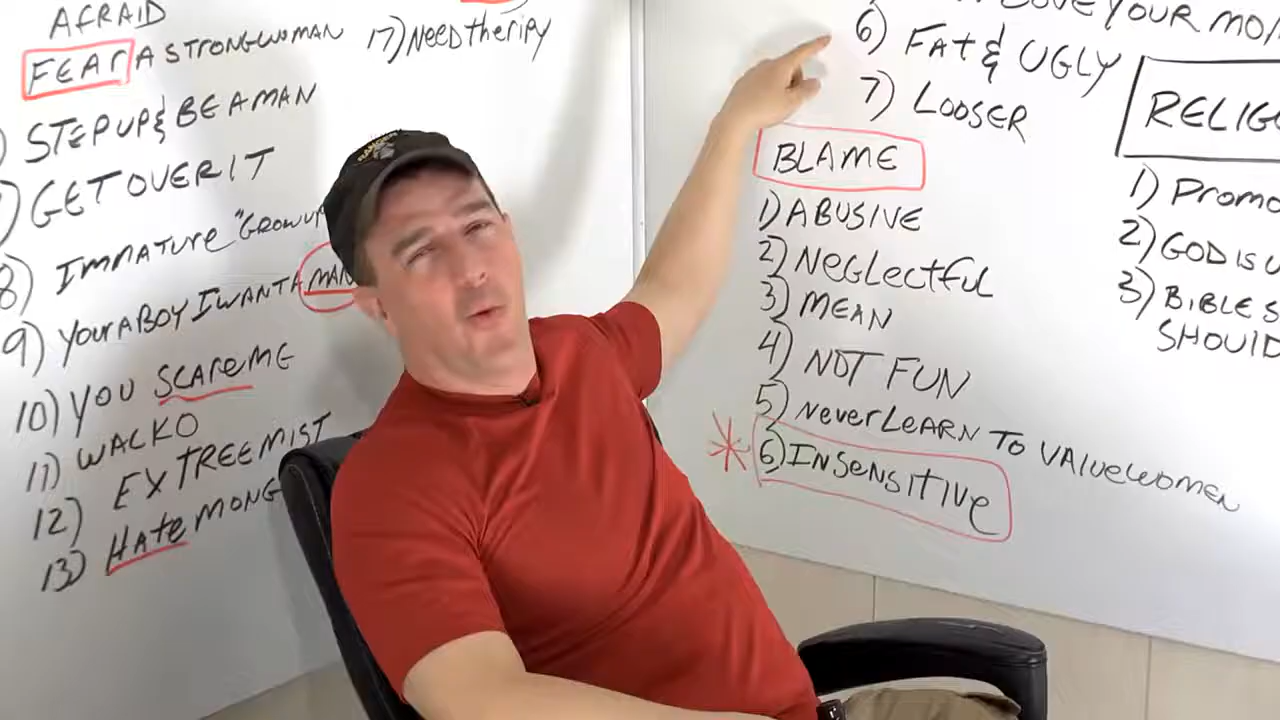 AFRAID
FEAR A STRONG WOMAN
STEP UP & BE A MAN
GET OVER IT
8) IMMATURE "GROW UP
9) YOUR A BOY I WANT A MAN
10) YOU SCARE ME
11) WALKO
12) EXTREEMIST
13) HATE MONG
17) NEED theripy
LOVE YOUR MOM
6) FAT & UGLY
7) LOOSER
BLAME
1) ABUSIVE
2) NEGLECTFUL
3) MEAN
4) NOT FUN
5) NEVER LEARN TO VALUE WOMEN
* 6) INSENSITIVE
RELIG
1) PROMO
2) GOD IS
3) BIBLE S
SHOULD